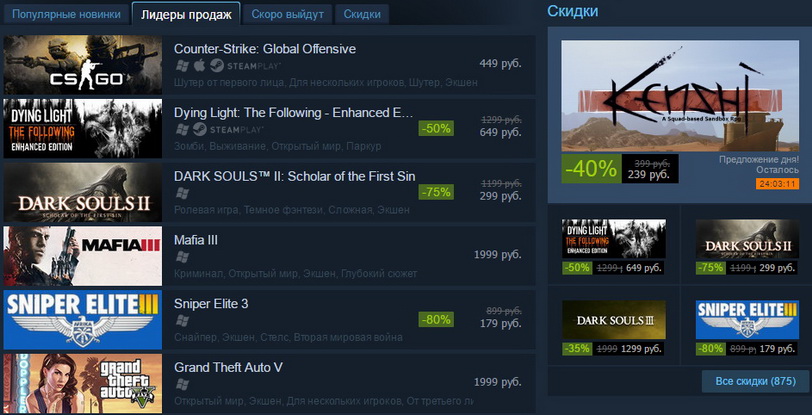 Популярные новинки
Лидеры продаж
Скоро выйдут
Скидки
CS GO
Counter-Strike: Global Offensive
STEAMPLAY
Шутер от первого лица, Для нескольких игроков, Шутер, Экшен
449 руб.
DYING LIGHT
THE FOLLOWING
ENHANCED EDITION
Dying Light: The Following - Enhanced E...
STEAMPLAY
Зомби, Выживание, Открытый мир, Паркур
-50%
1299 руб.
649 руб.
DARK SOULS II
SCHOLAR OF THE FIRST SIN
DARK SOULS™ II: Scholar of the First Sin
Ролевая игра, Темное фэнтези, Сложная, Экшен
-75%
1199 руб.
299 руб.
MAFIA III
Mafia III
Криминал, Открытый мир, Экшен, Глубокий сюжет
1999 руб.
SNIPER ELITE III
AFRIKA
Sniper Elite 3
Снайпер, Экшен, Стелс, Вторая мировая война
-80%
899 руб.
179 руб.
grand
theft
auto
V
Grand Theft Auto V
Открытый мир, Экшен, Для нескольких игроков, От третьего ли
1999 руб.
Скидки
KENSHI
A Squad-based Sandbox Rpg
-40%
399 руб.
239 руб.
Предложение дня!
Осталось
24:03:11
DYING LIGHT
THE FOLLOWING
ENHANCED EDITION
-50% 1299 р 649 руб.
DARK SOULS II
SCHOLAR OF THE FIRST SIN
-75% 1199 р 299 руб.
DARK SOULS III
-35% 1999 1299 руб.
SNIPER ELITE III
-80% 899 р 179 руб.
Все скидки (875)